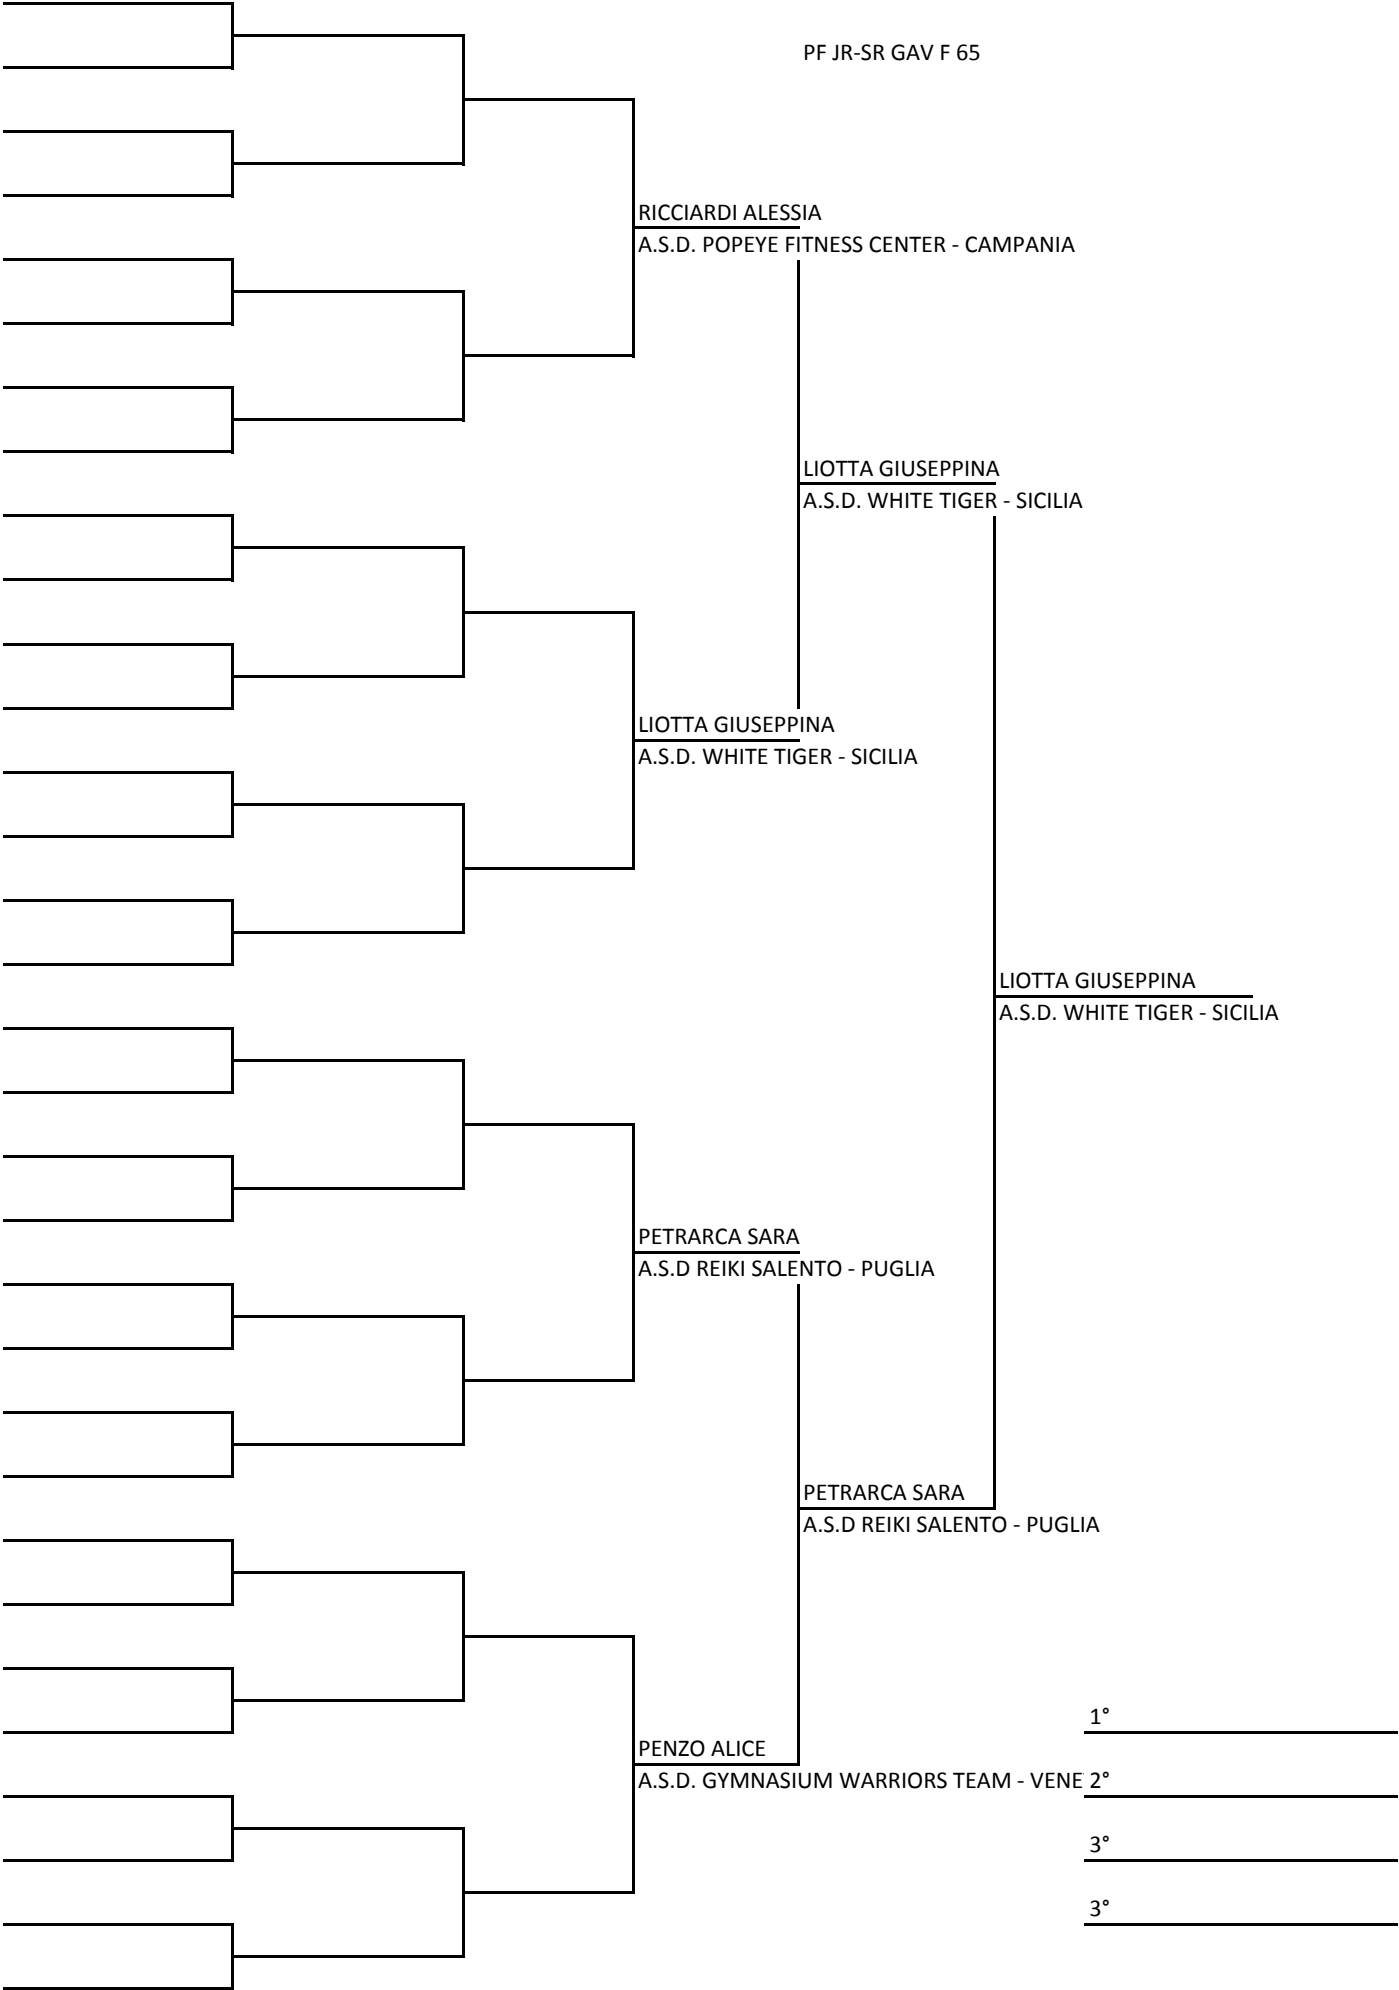 PF JR-SR GAV F 65
RICCIARDI ALESSIA
A.S.D. POPEYE FITNESS CENTER - CAMPANIA
LIOTTA GIUSEPPINA
A.S.D. WHITE TIGER - SICILIA
LIOTTA GIUSEPPINA
A.S.D. WHITE TIGER - SICILIA
LIOTTA GIUSEPPINA
A.S.D. WHITE TIGER - SICILIA
PETRARCA SARA
A.S.D REIKI SALENTO - PUGLIA
PETRARCA SARA
A.S.D REIKI SALENTO - PUGLIA
1°
PENZO ALICE
A.S.D. GYMNASIUM WARRIORS TEAM - VENE
2°
3°
3°